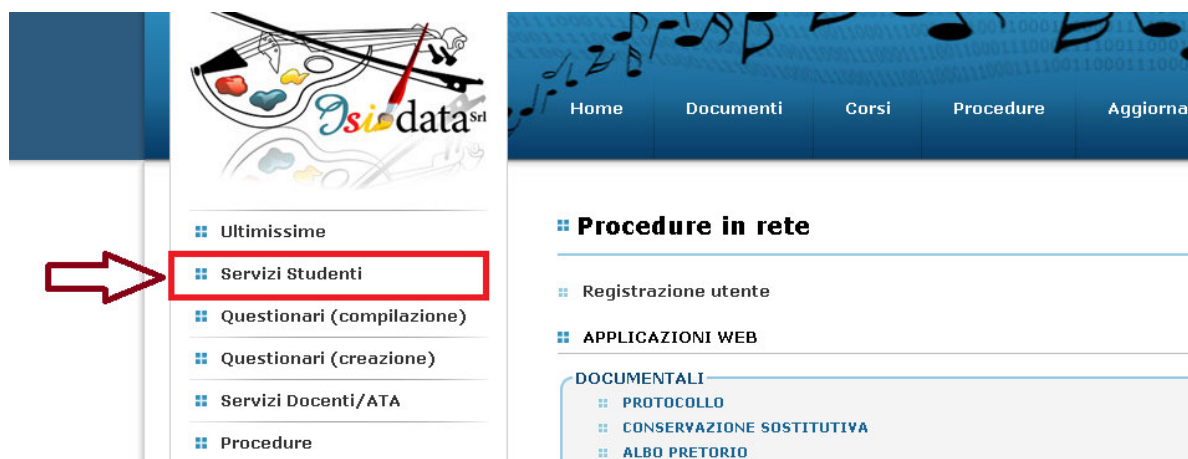 Isidata Srl
Home Documenti Corsi Procedure Aggiorna
Ultimissime
Servizi Studenti
Questionari (compilazione)
Questionari (creazione)
Servizi Docenti/ATA
Procedure
Procedure in rete
Registrazione utente
APPLICAZIONI WEB
DOCUMENTALI
PROTOCOLLO
CONSERVAZIONE SOSTITUTIVA
ALBO PRETORIO